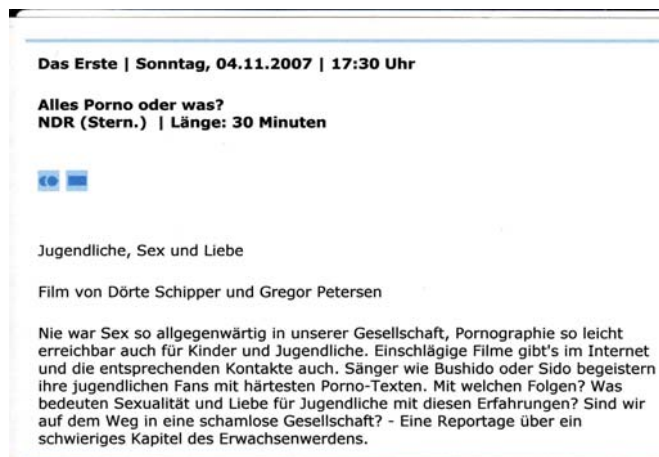 Das Erste | Sonntag, 04.11.2007 | 17:30 Uhr
Alles Porno oder was?
NDR (Stern.) | Länge: 30 Minuten
Jugendliche, Sex und Liebe
Film von Dörte Schipper und Gregor Petersen
Nie war Sex so allgegenwärtig in unserer Gesellschaft, Pornographie so leicht
erreichbar auch für Kinder und Jugendliche. Einschlägige Filme gibt's im Internet
und die entsprechenden Kontakte auch. Sänger wie Bushido oder Sido begeistern
ihre jugendlichen Fans mit härtesten Porno-Texten. Mit welchen Folgen? Was
bedeuten Sexualität und Liebe für Jugendliche mit diesen Erfahrungen? Sind wir
auf dem Weg in eine schamlose Gesellschaft? - Eine Reportage über ein
schwieriges Kapitel des Erwachsenwerdens.